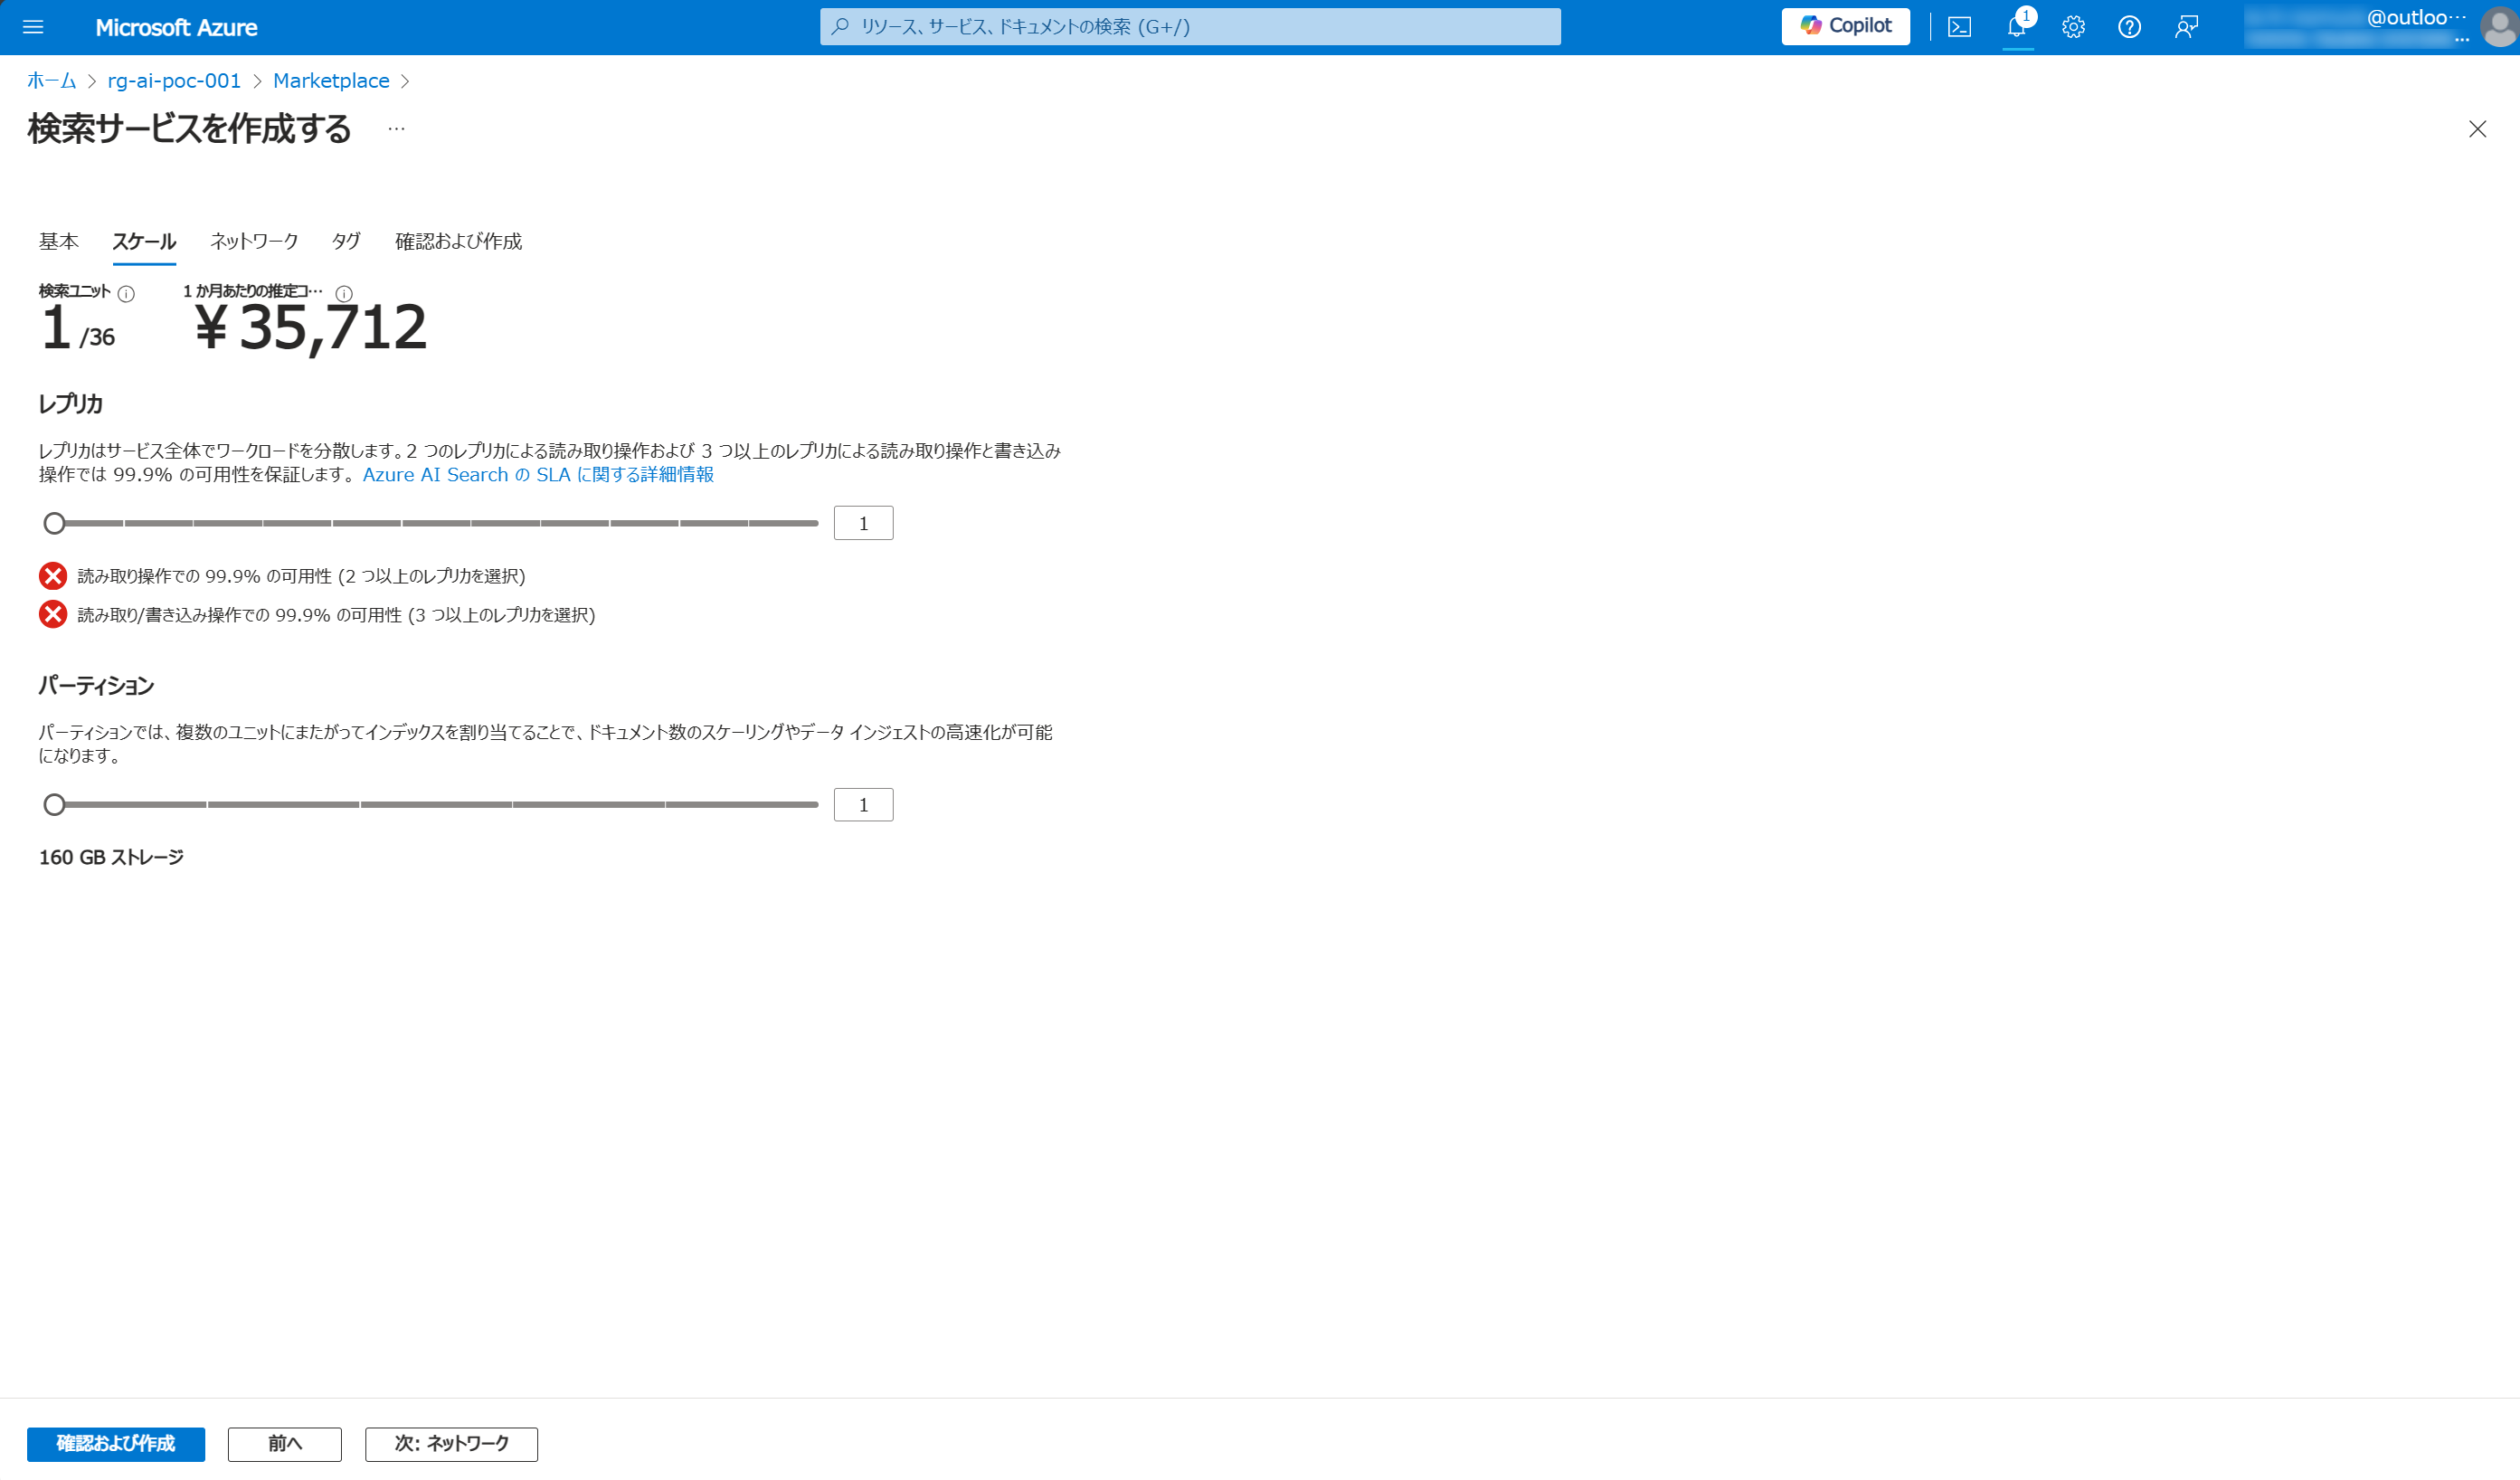 Microsoft Azure
リソース、サービス、ドキュメントの検索 (G+/)
Copilot
1
@outloo…
...
ホーム > rg-ai-poc-001 > Marketplace >
検索サービスを作成する ...
基本 スケール ネットワーク タグ 確認および作成
検索ユニット 1 か月あたりの推定コ…
1 /36 ¥35,712
レプリカ
レプリカはサービス全体でワークロードを分散します。2 つのレプリカによる読み取り操作および 3 つ以上のレプリカによる読み取り操作と書き込み
操作では 99.9% の可用性を保証します。 Azure AI Search の SLA に関する詳細情報
1
読み取り操作での 99.9% の可用性 (2 つ以上のレプリカを選択)
読み取り/書き込み操作での 99.9% の可用性 (3 つ以上のレプリカを選択)
パーティション
パーティションでは、複数のユニットにまたがってインデックスを割り当てることで、ドキュメント数のスケーリングやデータ インジェストの高速化が可能
になります。
1
160 GB ストレージ
確認および作成 前へ 次: ネットワーク